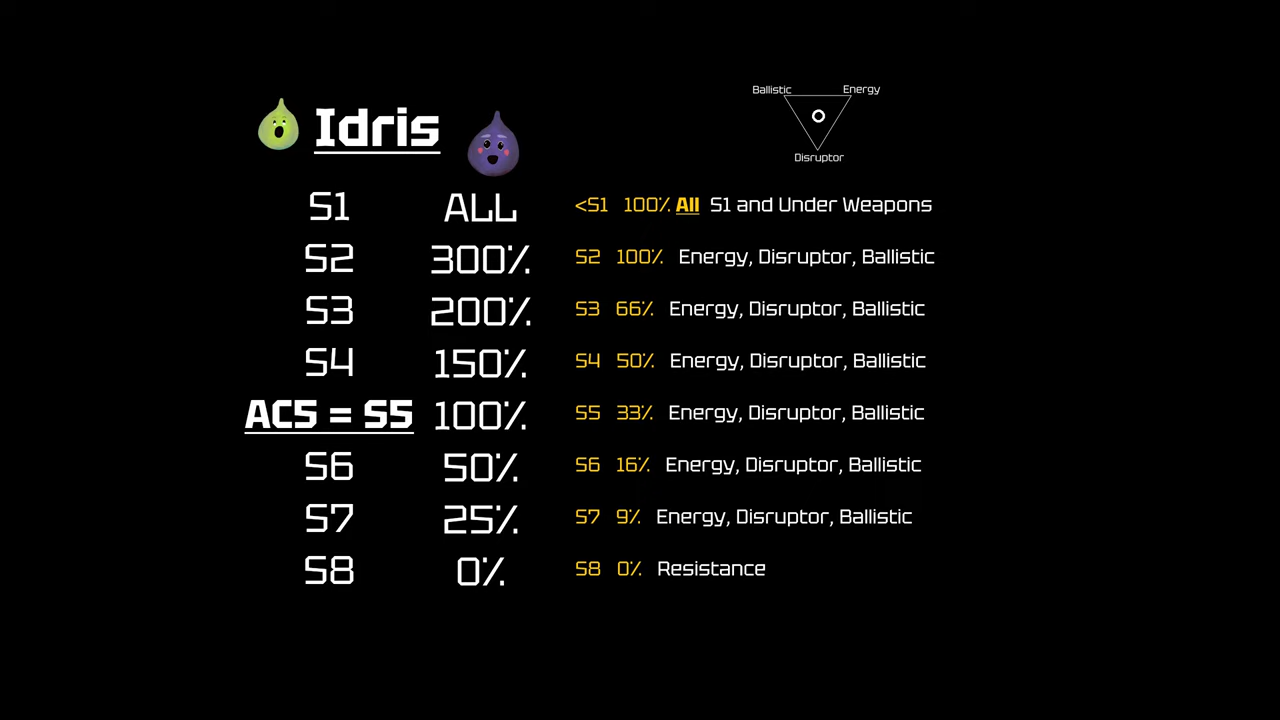 Ballistic Energy
Idris
Disruptor
S1 ALL <S1 100% All S1 and Under Weapons
S2 300% S2 100% Energy, Disruptor, Ballistic
S3 200% S3 66% Energy, Disruptor, Ballistic
S4 150% S4 50% Energy, Disruptor, Ballistic
AC5 = S5 100% S5 33% Energy, Disruptor, Ballistic
S6 50% S6 16% Energy, Disruptor, Ballistic
S7 25% S7 9% Energy, Disruptor, Ballistic
S8 0% S8 0% Resistance